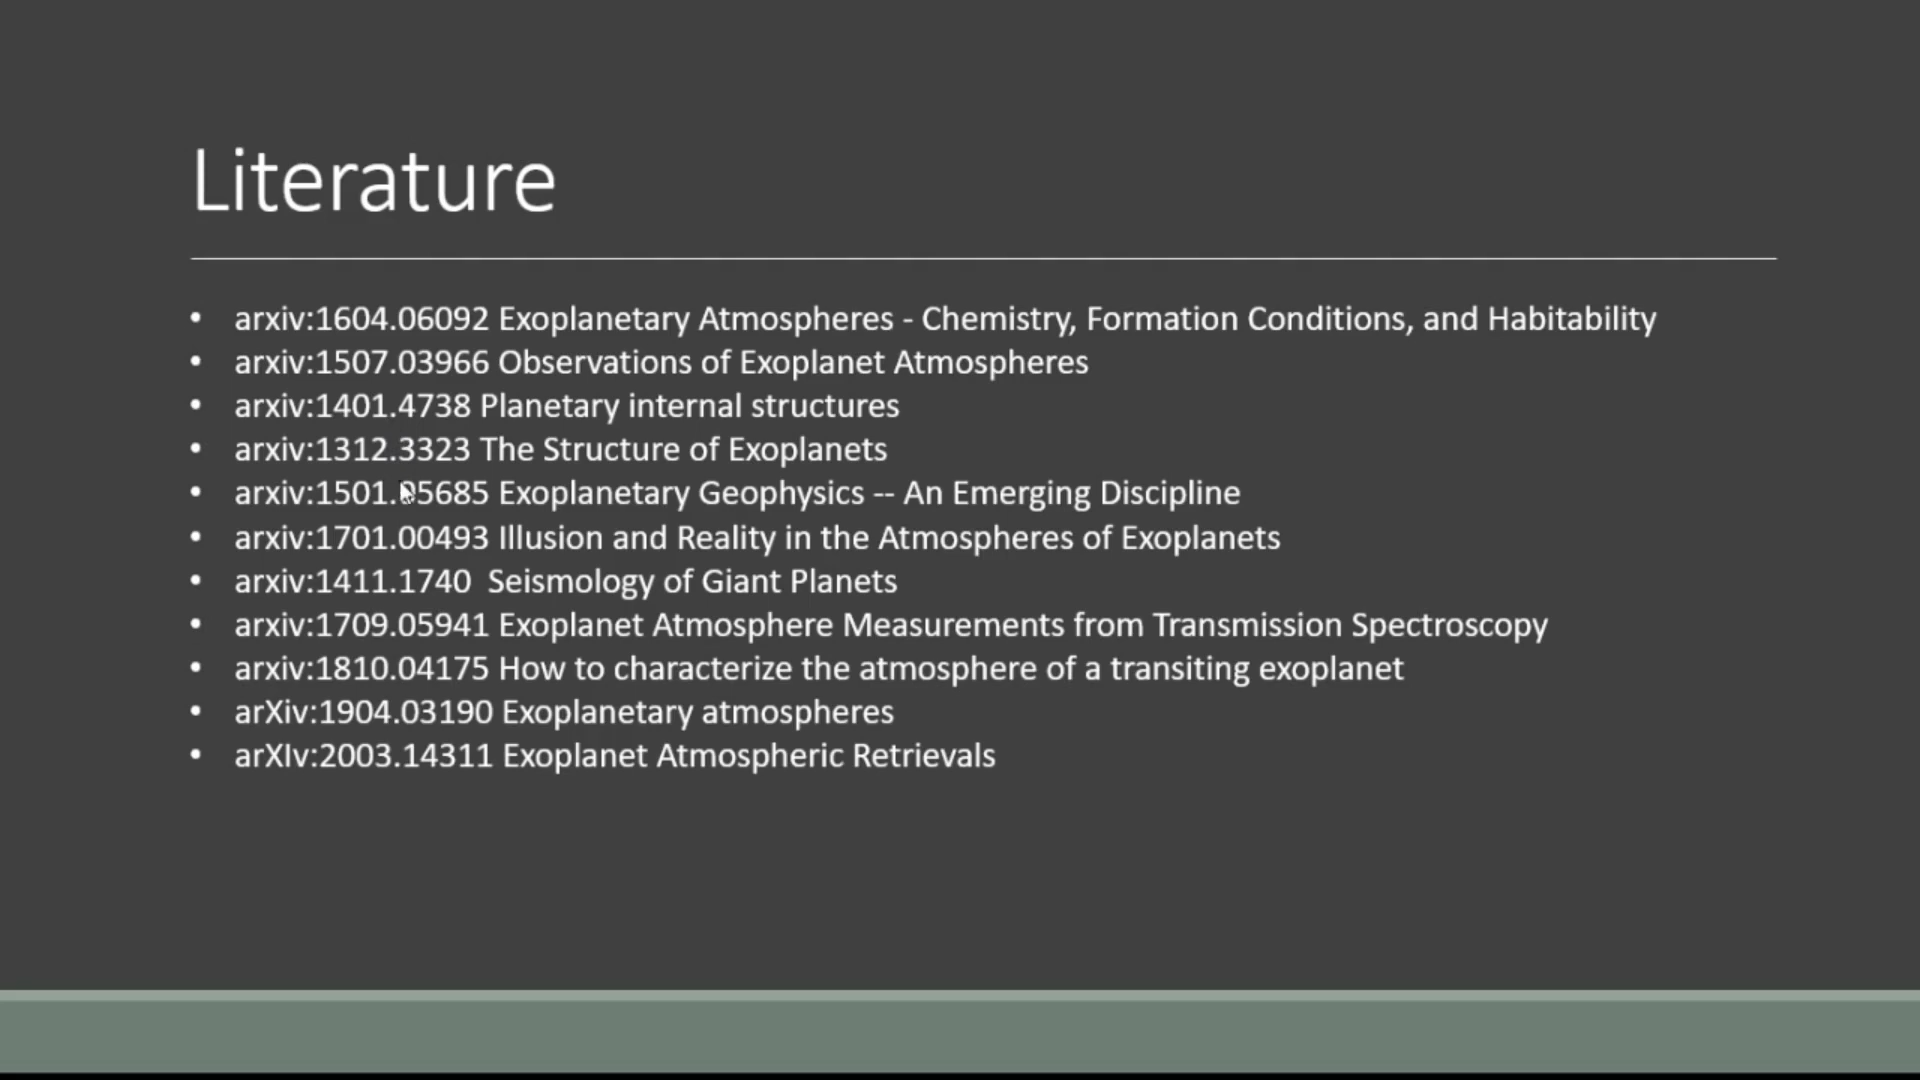 Literature
• arxiv:1604.06092 Exoplanetary Atmospheres - Chemistry, Formation Conditions, and Habitability
• arxiv:1507.03966 Observations of Exoplanet Atmospheres
• arxiv:1401.4738 Planetary internal structures
• arxiv:1312.3323 The Structure of Exoplanets
• arxiv:1501.05685 Exoplanetary Geophysics -- An Emerging Discipline
• arxiv:1701.00493 Illusion and Reality in the Atmospheres of Exoplanets
• arxiv:1411.1740  Seismology of Giant Planets
• arxiv:1709.05941 Exoplanet Atmosphere Measurements from Transmission Spectroscopy
• arxiv:1810.04175 How to characterize the atmosphere of a transiting exoplanet
• arXiv:1904.03190 Exoplanetary atmospheres
• arXIv:2003.14311 Exoplanet Atmospheric Retrievals